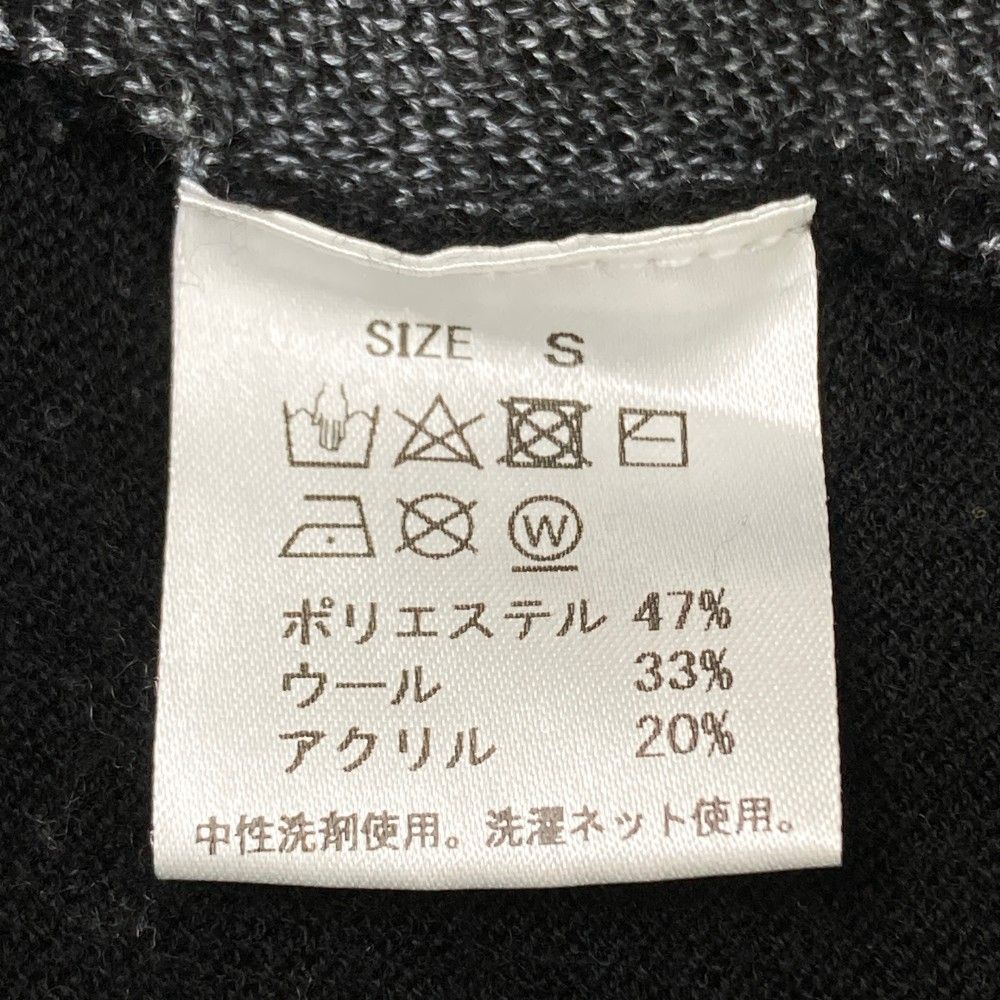 SIZE S
W
ポリエステル 47%
ウール 33%
アクリル 20%
中性洗剤使用。洗濯ネット使用。